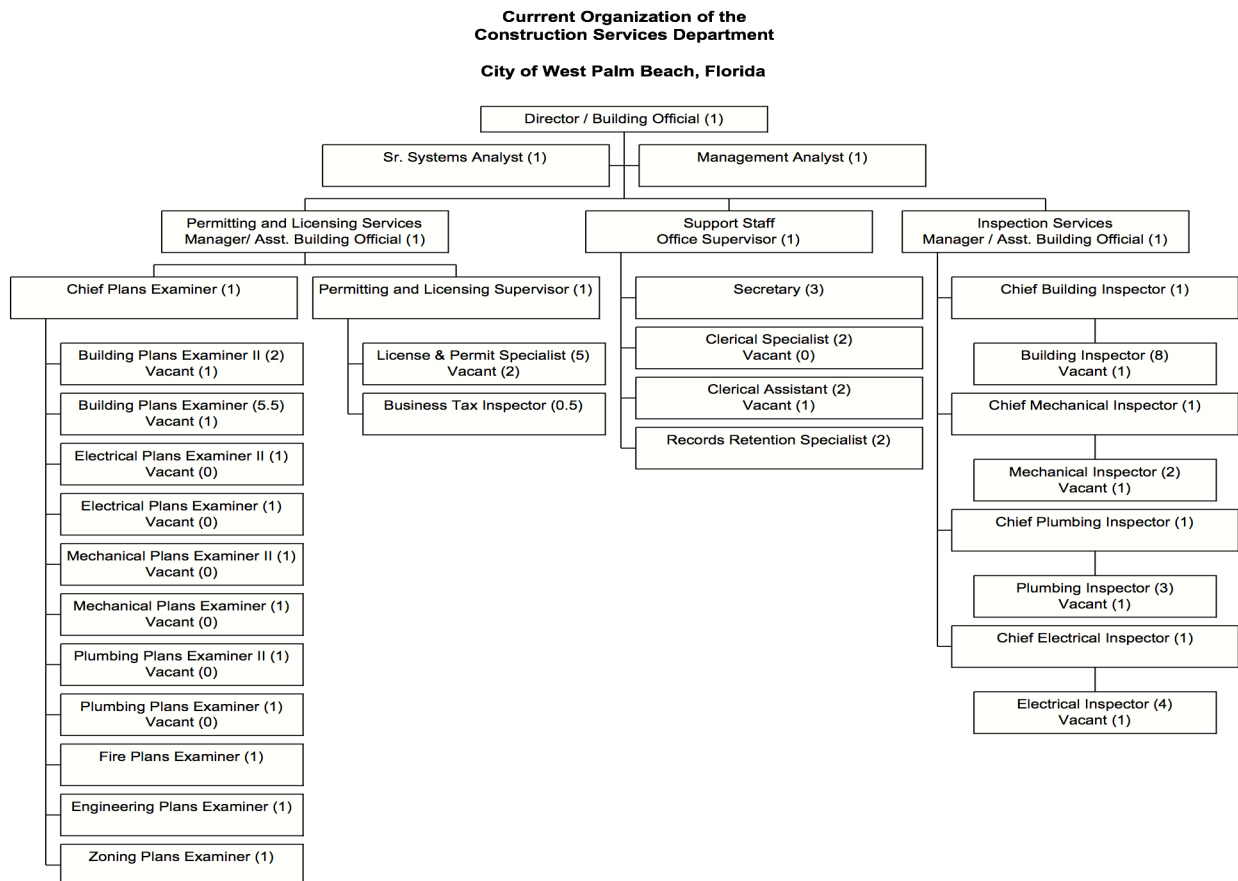 Currrent Organization of the
Construction Services Department
City of West Palm Beach, Florida
Director / Building Official (1)
Sr. Systems Analyst (1)
Management Analyst (1)
Permitting and Licensing Services
Manager/ Asst. Building Official (1)
Support Staff
Office Supervisor (1)
Inspection Services
Manager / Asst. Building Official (1)
Chief Plans Examiner (1)
Building Plans Examiner II (2)
Vacant (1)
Building Plans Examiner (5.5)
Vacant (1)
Electrical Plans Examiner II (1)
Vacant (0)
Electrical Plans Examiner (1)
Vacant (0)
Mechanical Plans Examiner II (1)
Vacant (0)
Mechanical Plans Examiner (1)
Vacant (0)
Plumbing Plans Examiner II (1)
Vacant (0)
Plumbing Plans Examiner (1)
Vacant (0)
Fire Plans Examiner (1)
Engineering Plans Examiner (1)
Zoning Plans Examiner (1)
Permitting and Licensing Supervisor (1)
License & Permit Specialist (5)
Vacant (2)
Business Tax Inspector (0.5)
Secretary (3)
Clerical Specialist (2)
Vacant (0)
Clerical Assistant (2)
Vacant (1)
Records Retention Specialist (2)
Chief Building Inspector (1)
Building Inspector (8)
Vacant (1)
Chief Mechanical Inspector (1)
Mechanical Inspector (2)
Vacant (1)
Chief Plumbing Inspector (1)
Plumbing Inspector (3)
Vacant (1)
Chief Electrical Inspector (1)
Electrical Inspector (4)
Vacant (1)